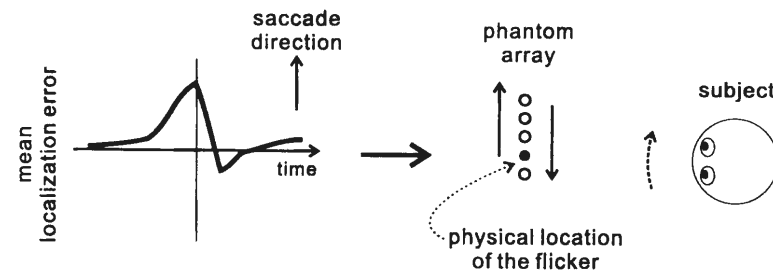 mean
localization error
saccade
direction
time
phantom
array
subject
physical location
of the flicker